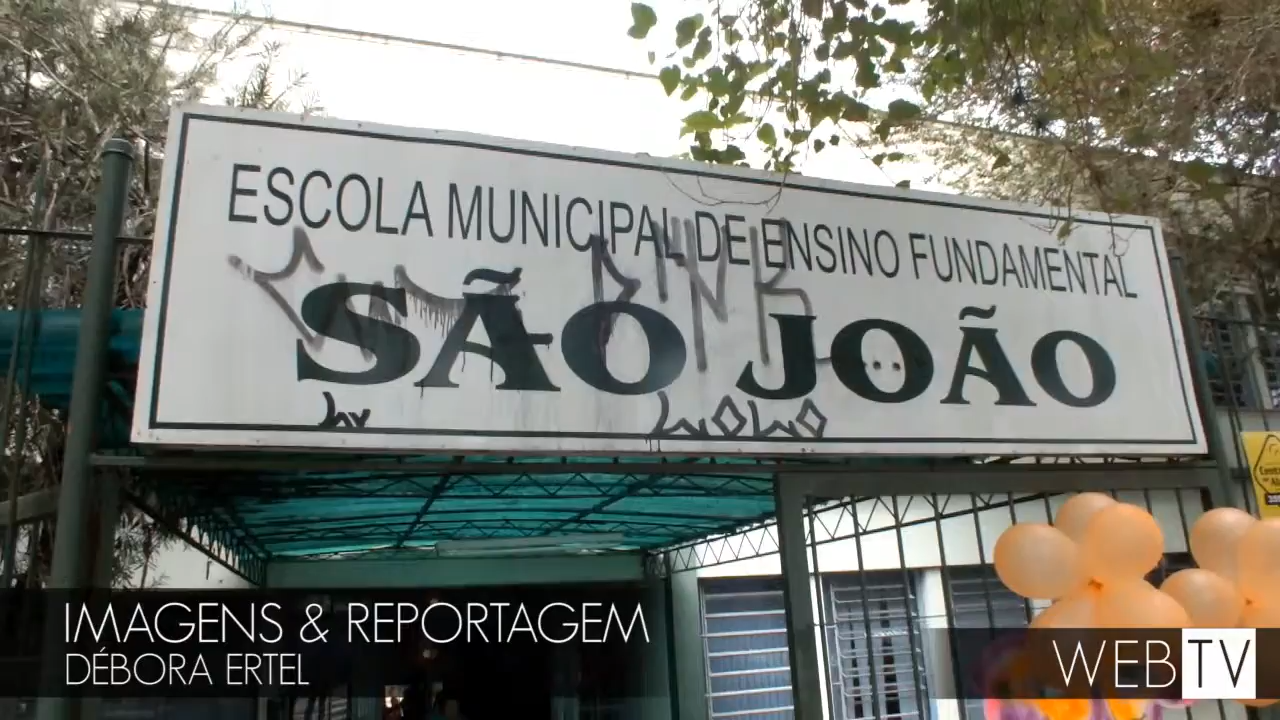 ESCOLA MUNICIPAL DE ENSINO FUNDAMENTAL
SÃO JOÃO
IMAGENS & REPORTAGEM
DÉBORA ERTEL
WEBTV